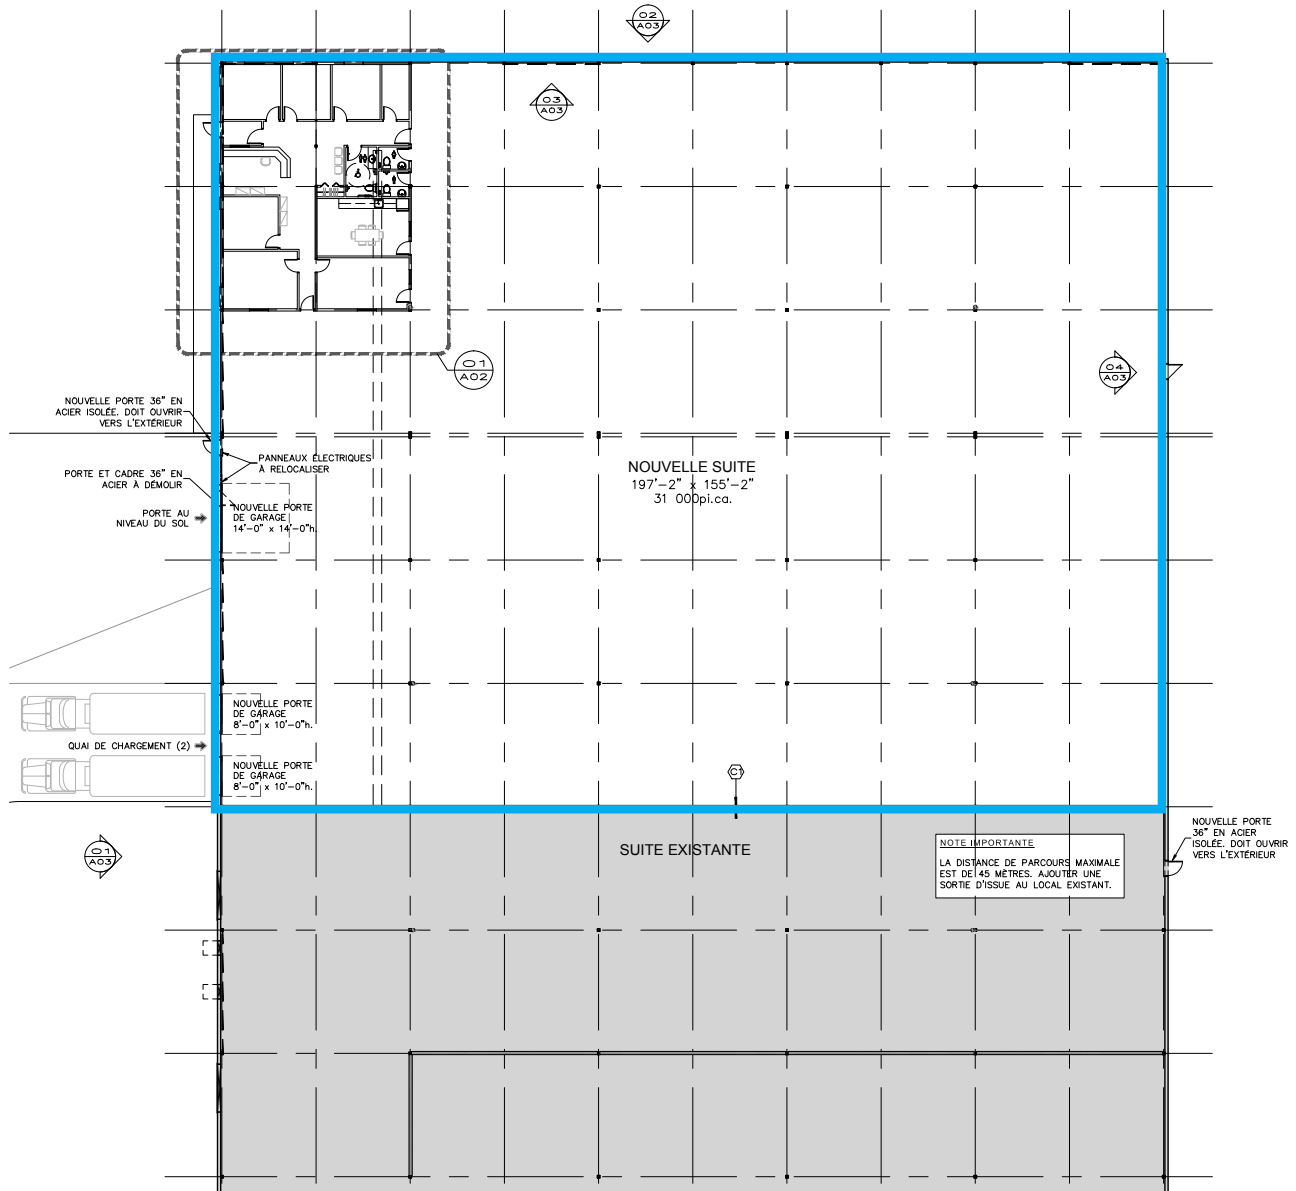 02
A03
03
A03
01
A02
04
A03
NOUVELLE PORTE 36" EN
ACIER ISOLÉE. DOIT OUVRIR
VERS L'EXTÉRIEUR
PANNEAUX ÉLECTRIQUES
À RELOCALISER
PORTE ET CADRE 36" EN
ACIER À DÉMOLIR
NOUVELLE SUITE
197'-2" x 155'-2"
31 000pi.ca.
PORTE AU
NIVEAU DU SOL
NOUVELLE PORTE
DE GARAGE
14'-0" x 14'-0"h.
NOUVELLE PORTE
DE GARAGE
8'-0" x 10'-0"h.
QUAI DE CHARGEMENT (2)
NOUVELLE PORTE
DE GARAGE
8'-0" x 10'-0"h.
C1
01
A03
SUITE EXISTANTE
NOTE IMPORTANTE
LA DISTANCE DE PARCOURS MAXIMALE
EST DE 45 MÈTRES. AJOUTER UNE
SORTIE D'ISSUE AU LOCAL EXISTANT.
NOUVELLE PORTE
36" EN ACIER
ISOLÉE. DOIT OUVRIR
VERS L'EXTÉRIEUR